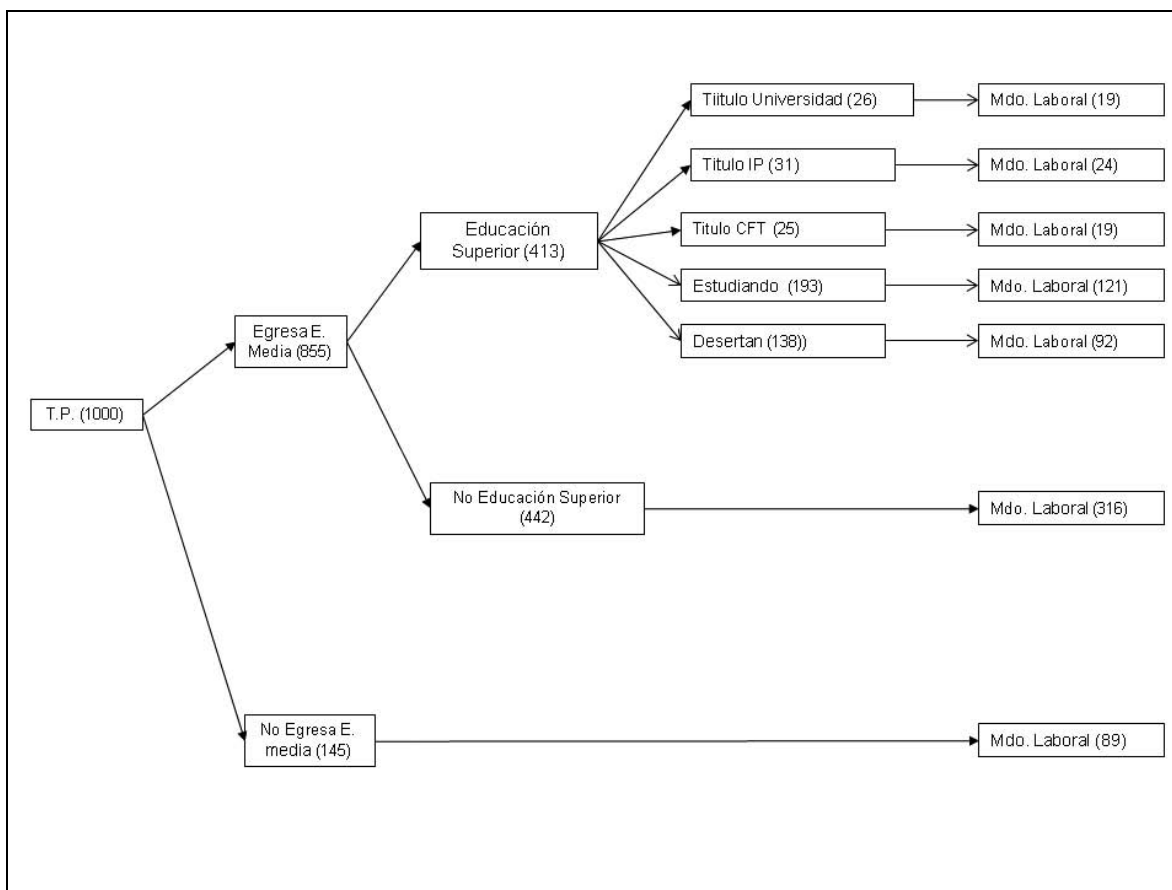 Tiitulo Universidad (26)
Mdo. Laboral (19)
Titulo IP (31)
Mdo. Laboral (24)
Educación
Superior (413)
Titulo CFT (25)
Mdo. Laboral (19)
Estudiando (193)
Mdo. Laboral (121)
Egresa E.
Media (855)
Desertan (138))
Mdo. Laboral (92)
T.P. (1000)
No Educación Superior
(442)
Mdo. Laboral (316)
No Egresa E.
media (145)
Mdo. Laboral (89)